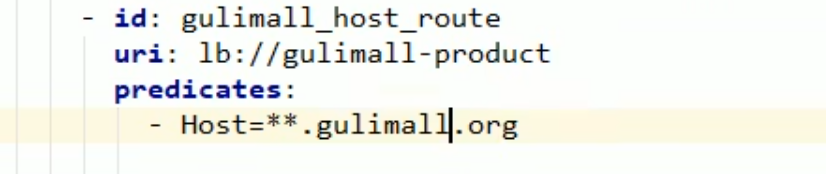 - id: gulimall_host_route
uri: lb://gulimall-product
predicates:
- Host=**.gulimall.org